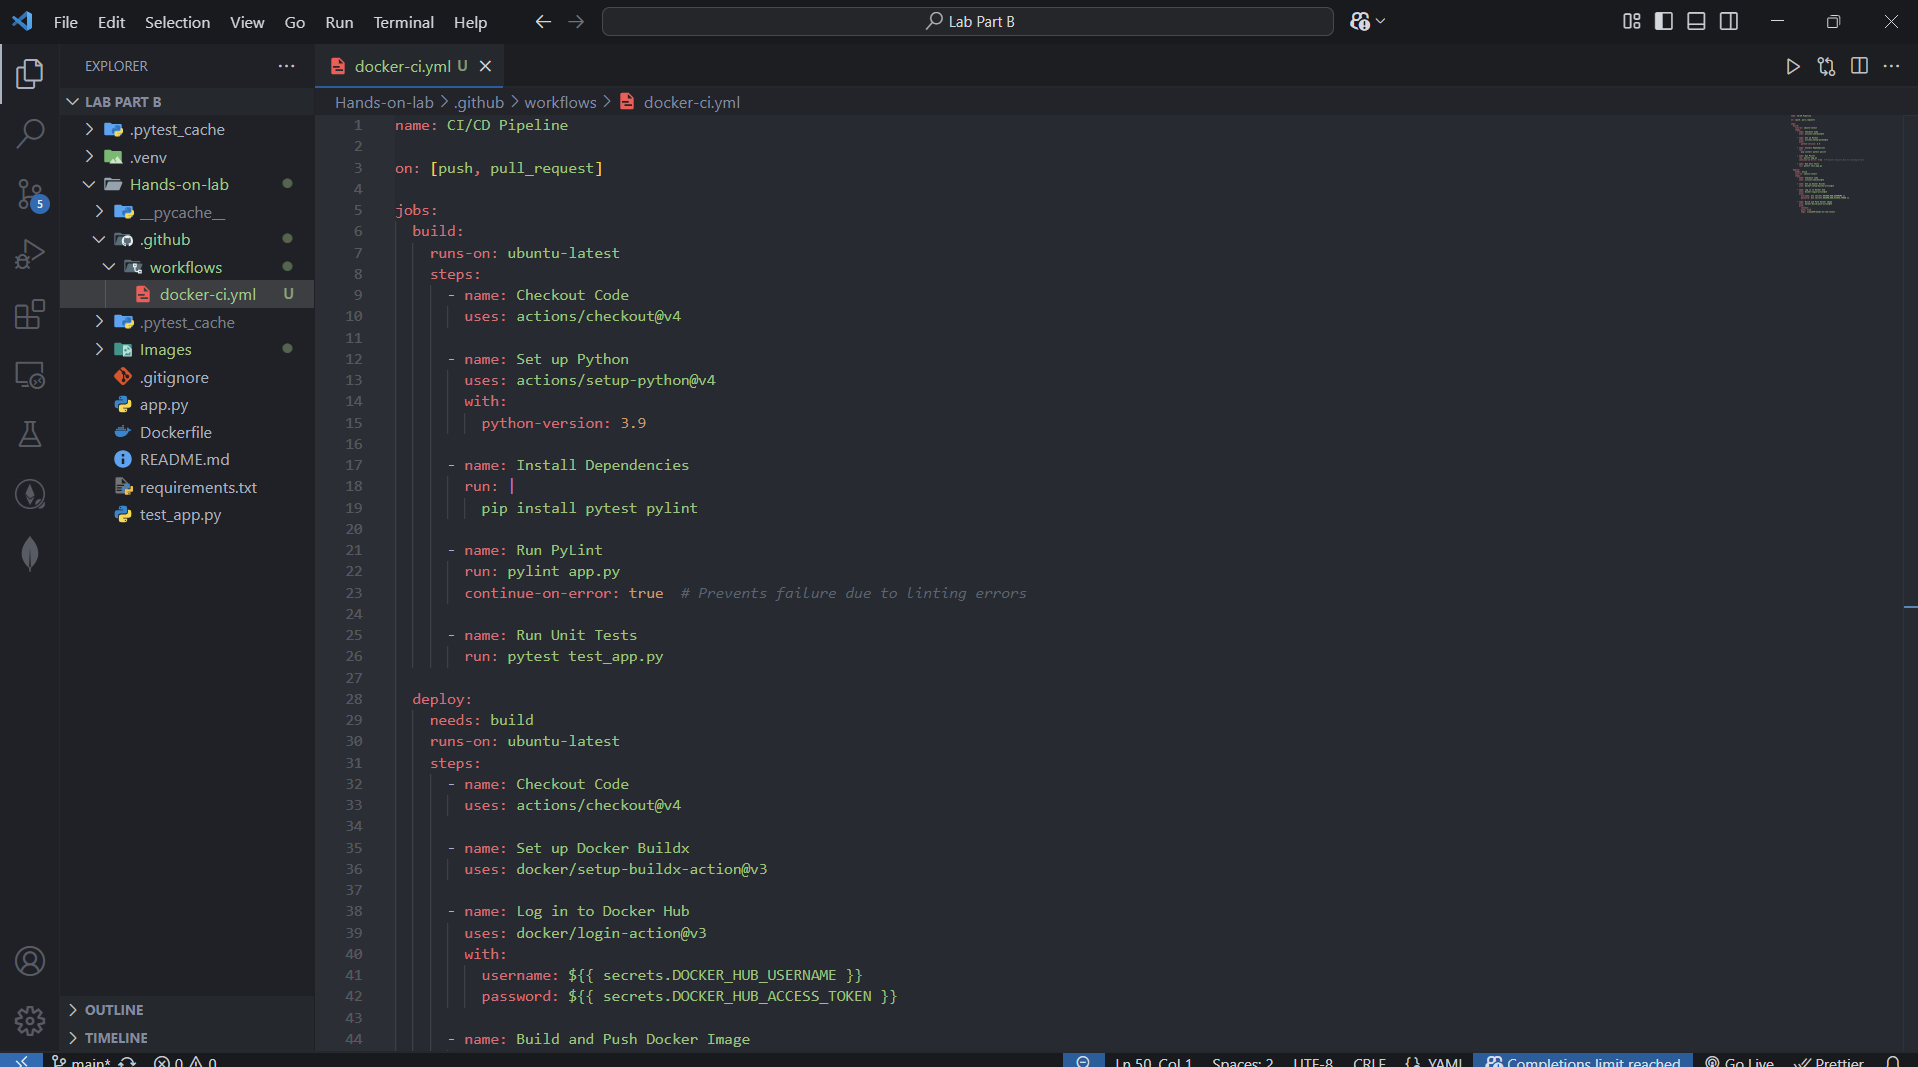 File Edit Selection View Go Run Terminal Help
Lab Part B
EXPLORER
LAB PART B
.pytest_cache
.venv
Hands-on-lab
__pycache__
.github
workflows
docker-ci.yml U
.pytest_cache
Images
.gitignore
app.py
Dockerfile
README.md
requirements.txt
test_app.py
OUTLINE
TIMELINE
5
docker-ci.yml U
Hands-on-lab > .github > workflows > docker-ci.yml
1 name: CI/CD Pipeline
2
3 on: [push, pull_request]
4
5 jobs:
6 build:
7 runs-on: ubuntu-latest
8 steps:
9 - name: Checkout Code
10 uses: actions/checkout@v4
11
12 - name: Set up Python
13 uses: actions/setup-python@v4
14 with:
15 python-version: 3.9
16
17 - name: Install Dependencies
18 run: |
19 pip install pytest pylint
20
21 - name: Run PyLint
22 run: pylint app.py
23 continue-on-error: true # Prevents failure due to linting errors
24
25 - name: Run Unit Tests
26 run: pytest test_app.py
27
28 deploy:
29 needs: build
30 runs-on: ubuntu-latest
31 steps:
32 - name: Checkout Code
33 uses: actions/checkout@v4
34
35 - name: Set up Docker Buildx
36 uses: docker/setup-buildx-action@v3
37
38 - name: Log in to Docker Hub
39 uses: docker/login-action@v3
40 with:
41 username: ${{ secrets.DOCKER_HUB_USERNAME }}
42 password: ${{ secrets.DOCKER_HUB_ACCESS_TOKEN }}
43
44 - name: Build and Push Docker Image
main* 0 0 Ln 50, Col 1 Spaces: 2 UTF-8 CRLF {} YAML Completions limit reached Go Live Prettier